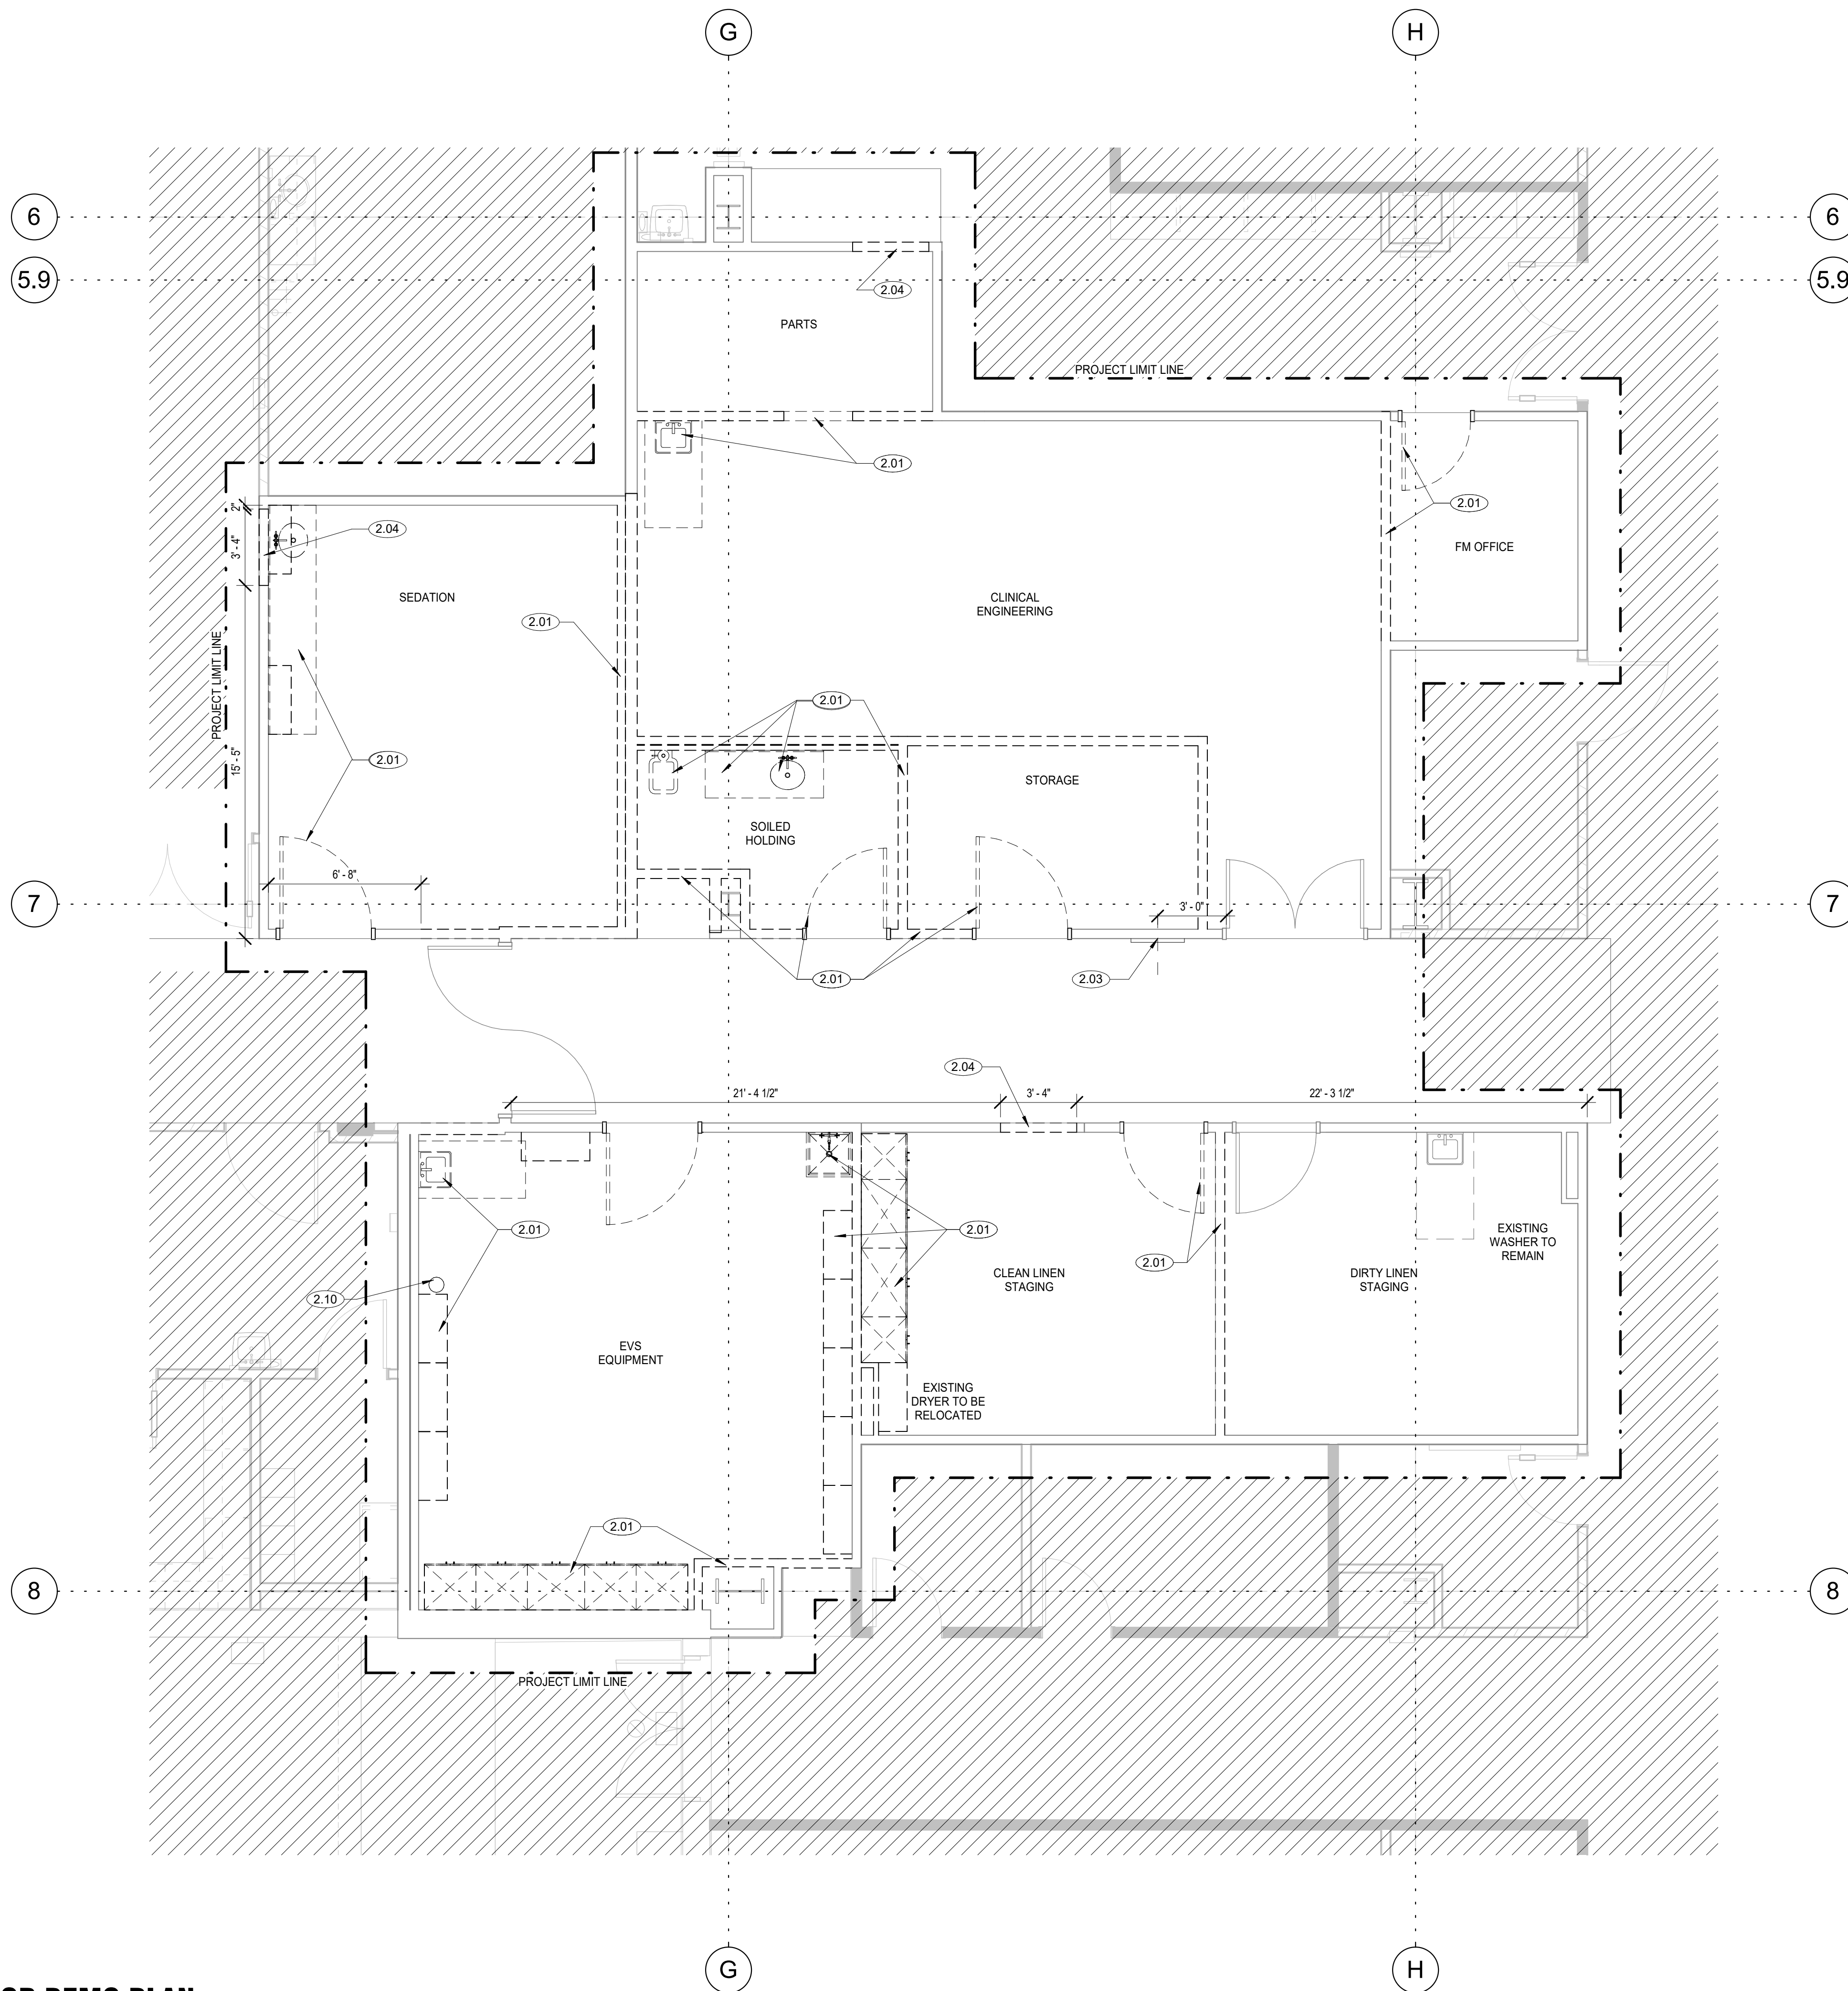 G
H
6
6
5.9
5.9
2.04
PARTS
PROJECT LIMIT LINE
2.01
2"
2.04
3' - 4"
2.01
FM OFFICE
SEDATION
CLINICAL
ENGINEERING
2.01
PROJECT LIMIT LINE
2.01
15' - 5"
2.01
STORAGE
SOILED
HOLDING
6' - 8"
7
3' - 0"
7
2.01
2.03
2.04
21' - 4 1/2"
3' - 4"
22' - 3 1/2"
2.01
2.01
2.01
EXISTING
WASHER TO
REMAIN
CLEAN LINEN
STAGING
DIRTY LINEN
STAGING
2.10
EVS
EQUIPMENT
EXISTING
DRYER TO BE
RELOCATED
2.01
8
8
PROJECT LIMIT LINE
G
H
DEMO PLAN